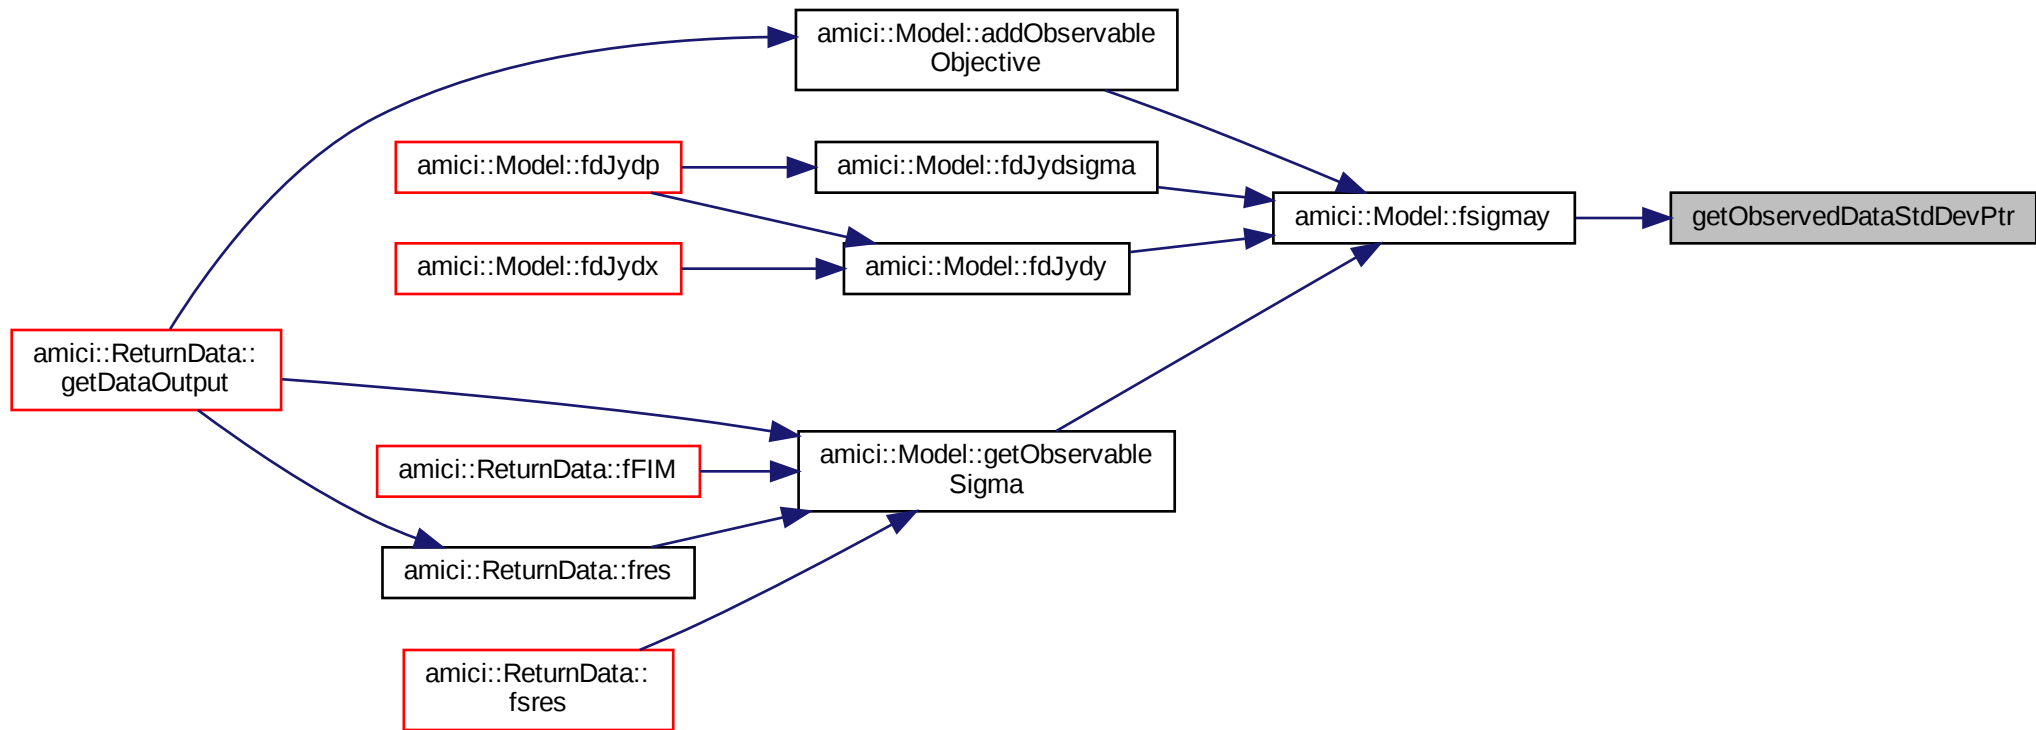 amici::Model::addObservable
Objective
amici::Model::fdJydp
amici::Model::fdJydsigma
amici::Model::fsigmay
getObservedDataStdDevPtr
amici::Model::fdJydx
amici::Model::fdJydy
amici::ReturnData::
getDataOutput
amici::ReturnData::fFIM
amici::Model::getObservable
Sigma
amici::ReturnData::fres
amici::ReturnData::
fsres